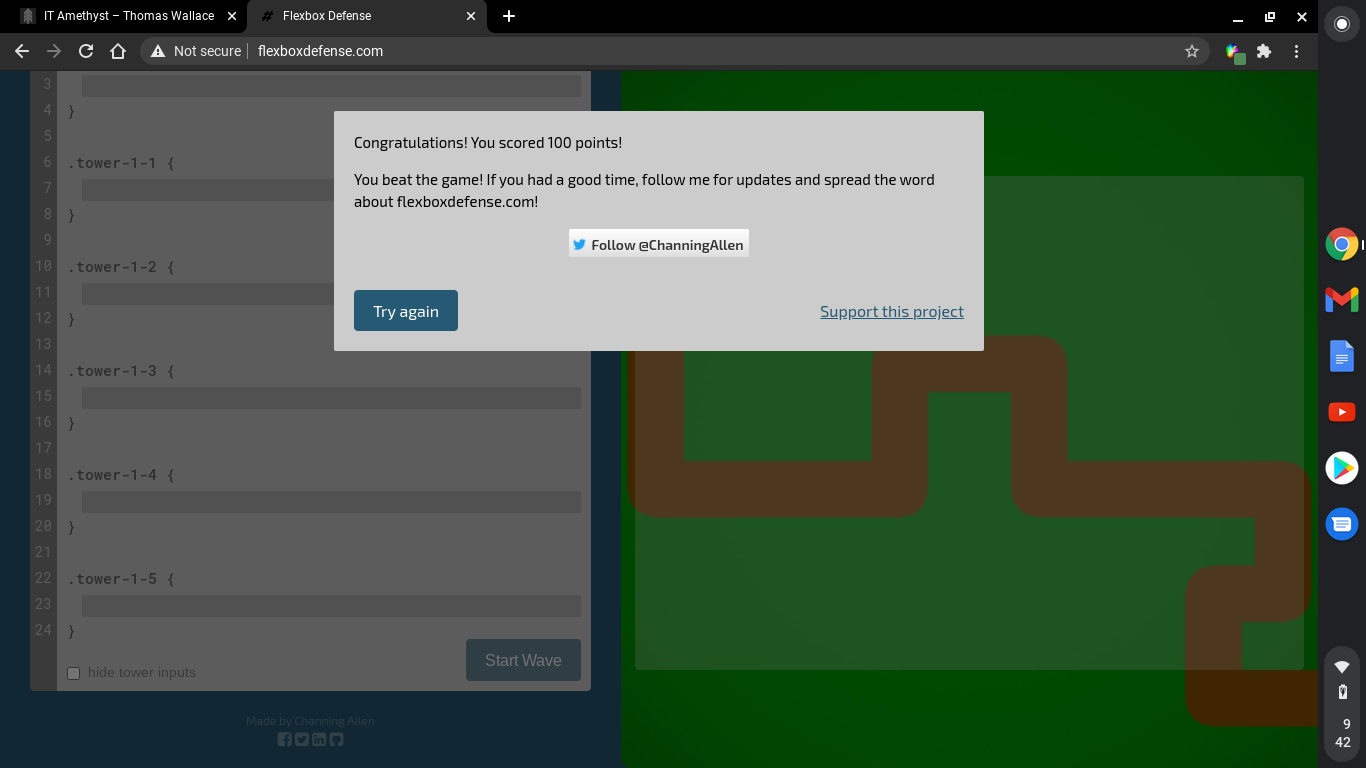 IT Amethyst – Thomas Wallace
Flexbox Defense
Not secure
flexboxdefense.com
3
4 }
5
6 .tower-1-1 {
7
8 }
9
10 .tower-1-2 {
11
12 }
13
14 .tower-1-3 {
15
16 }
17
18 .tower-1-4 {
19
20 }
21
22 .tower-1-5 {
23
24 }
hide tower inputs
Start Wave
Made by Channing Allen
Congratulations! You scored 100 points!
You beat the game! If you had a good time, follow me for updates and spread the word
about flexboxdefense.com!
Follow @ChanningAllen
Try again
Support this project
9
42